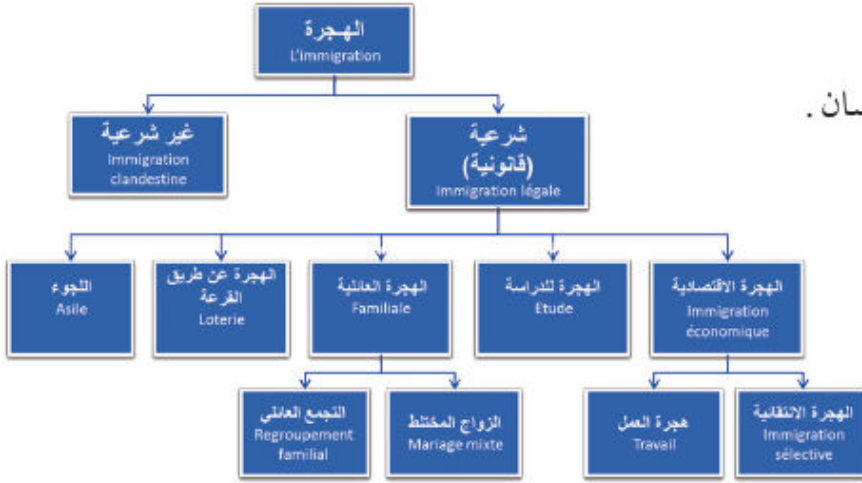 الهجرة
L'immigration
سان .
شرعية
(قانونية)
Immigration légale
غير شرعية
Immigration
clandestine
الهجرة الاقتصادية
Immigration
économique
الهجرة للدراسة
Etude
الهجرة العائلية
Familiale
الهجرة عن طريق
القرعة
Loterie
اللجوء
Asile
الهجرة الانتقائية
Immigration
sélective
هجرة العمل
Travail
الزواج المختلط
Mariage mixte
التجمع العائلي
Regroupement
familial